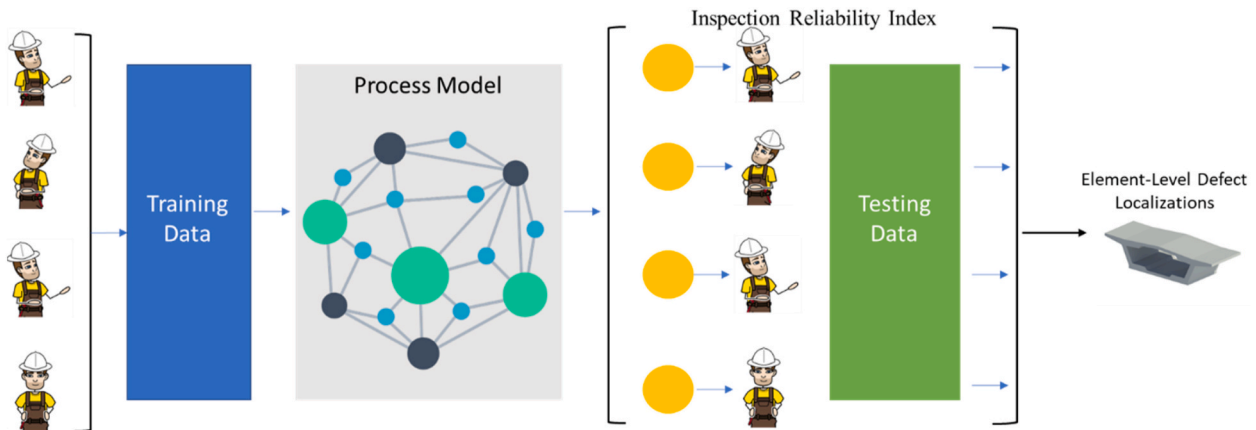 Inspection Reliability Index
Process Model
Training
Data
Testing
Data
Element-Level Defect
Localizations